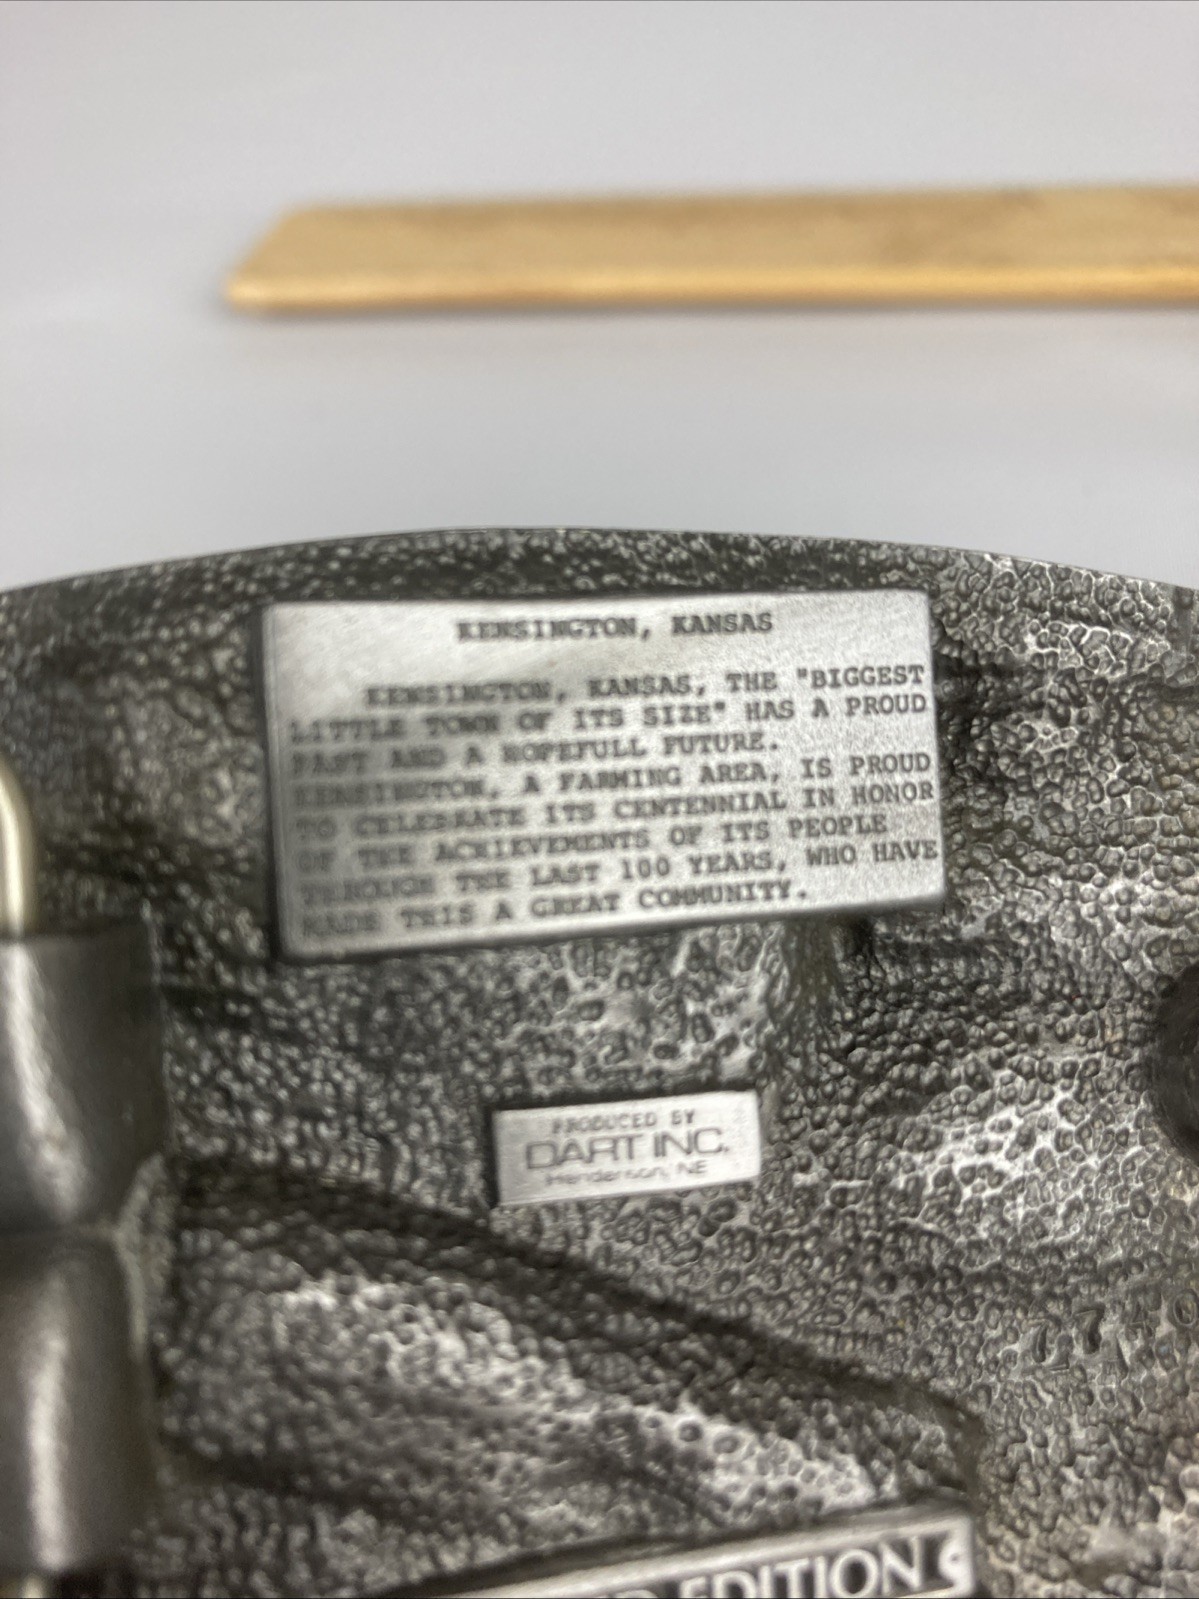 KENSINGTON, KANSAS
KENSINGTON, KANSAS, THE "BIGGEST
LITTLE TOWN OF ITS SIZE" HAS A PROUD
PAST AND A HOPEFULL FUTURE.
KENSINGTON, A FARMING AREA, IS PROUD
TO CELEBRATE ITS CENTENNIAL IN HONOR
OF THE ACHIEVEMENTS OF ITS PEOPLE
THROUGH THE LAST 100 YEARS, WHO HAVE
MADE THIS A GREAT COMMUNITY.
PRODUCED BY
DART INC.
Henderson, NE
EDITION